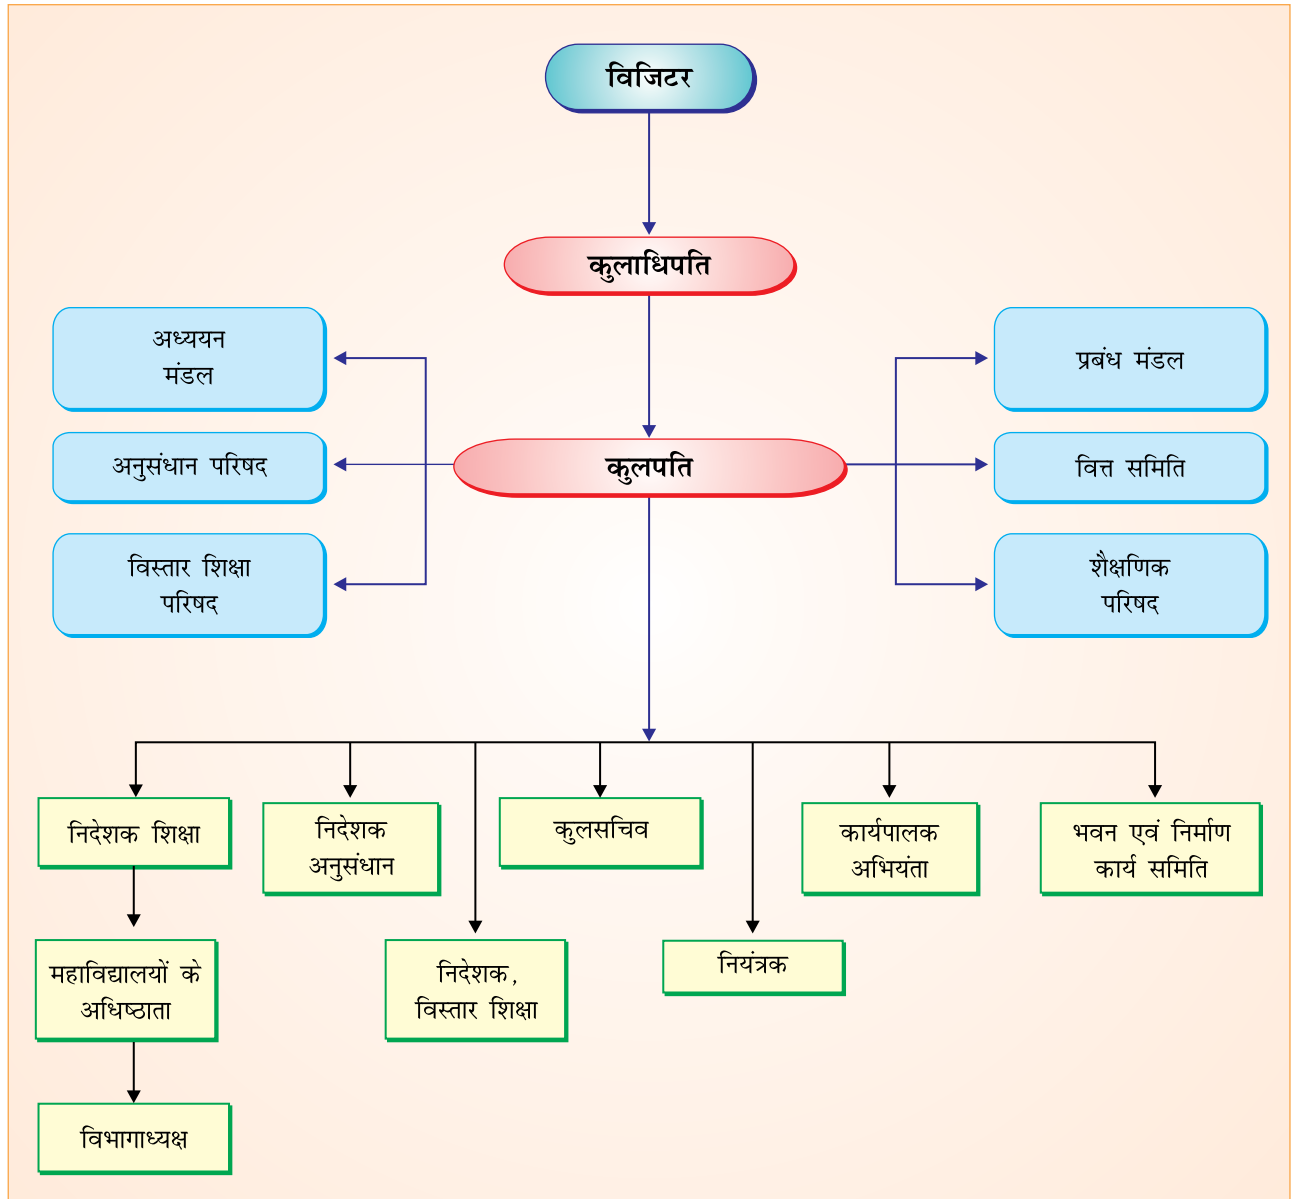 विजिटर
कुलाधिपति
अध्ययन
मंडल
प्रबंध मंडल
अनुसंधान परिषद
कुलपति
वित्त समिति
विस्तार शिक्षा
परिषद
शैक्षणिक
परिषद
निदेशक शिक्षा
निदेशक
अनुसंधान
कुलसचिव
कार्यपालक
अभियंता
भवन एवं निर्माण
कार्य समिति
महाविद्यालयों के
अधिष्ठाता
निदेशक,
विस्तार शिक्षा
नियंत्रक
विभागाध्यक्ष